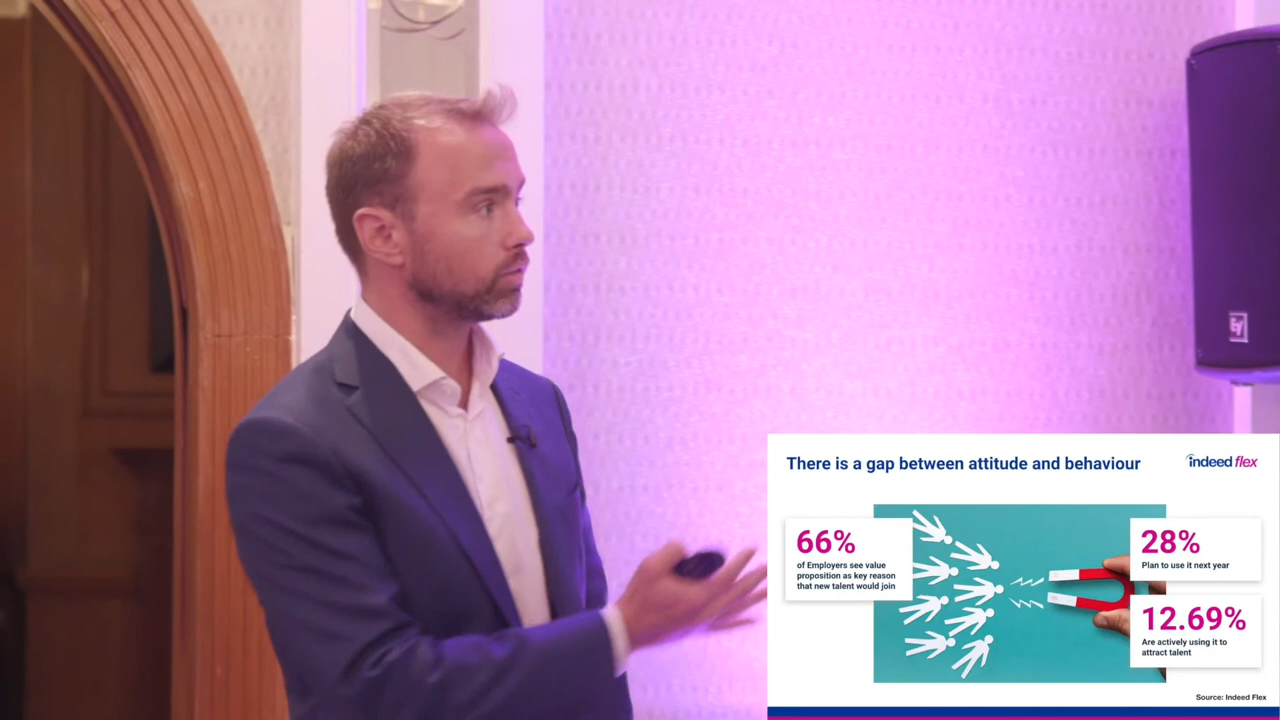 EV
There is a gap between attitude and behaviour
indeed flex
66%
of Employers see value
proposition as key reason
that new talent would join
28%
Plan to use it next year
12.69%
Are actively using it to
attract talent
Source: Indeed Flex